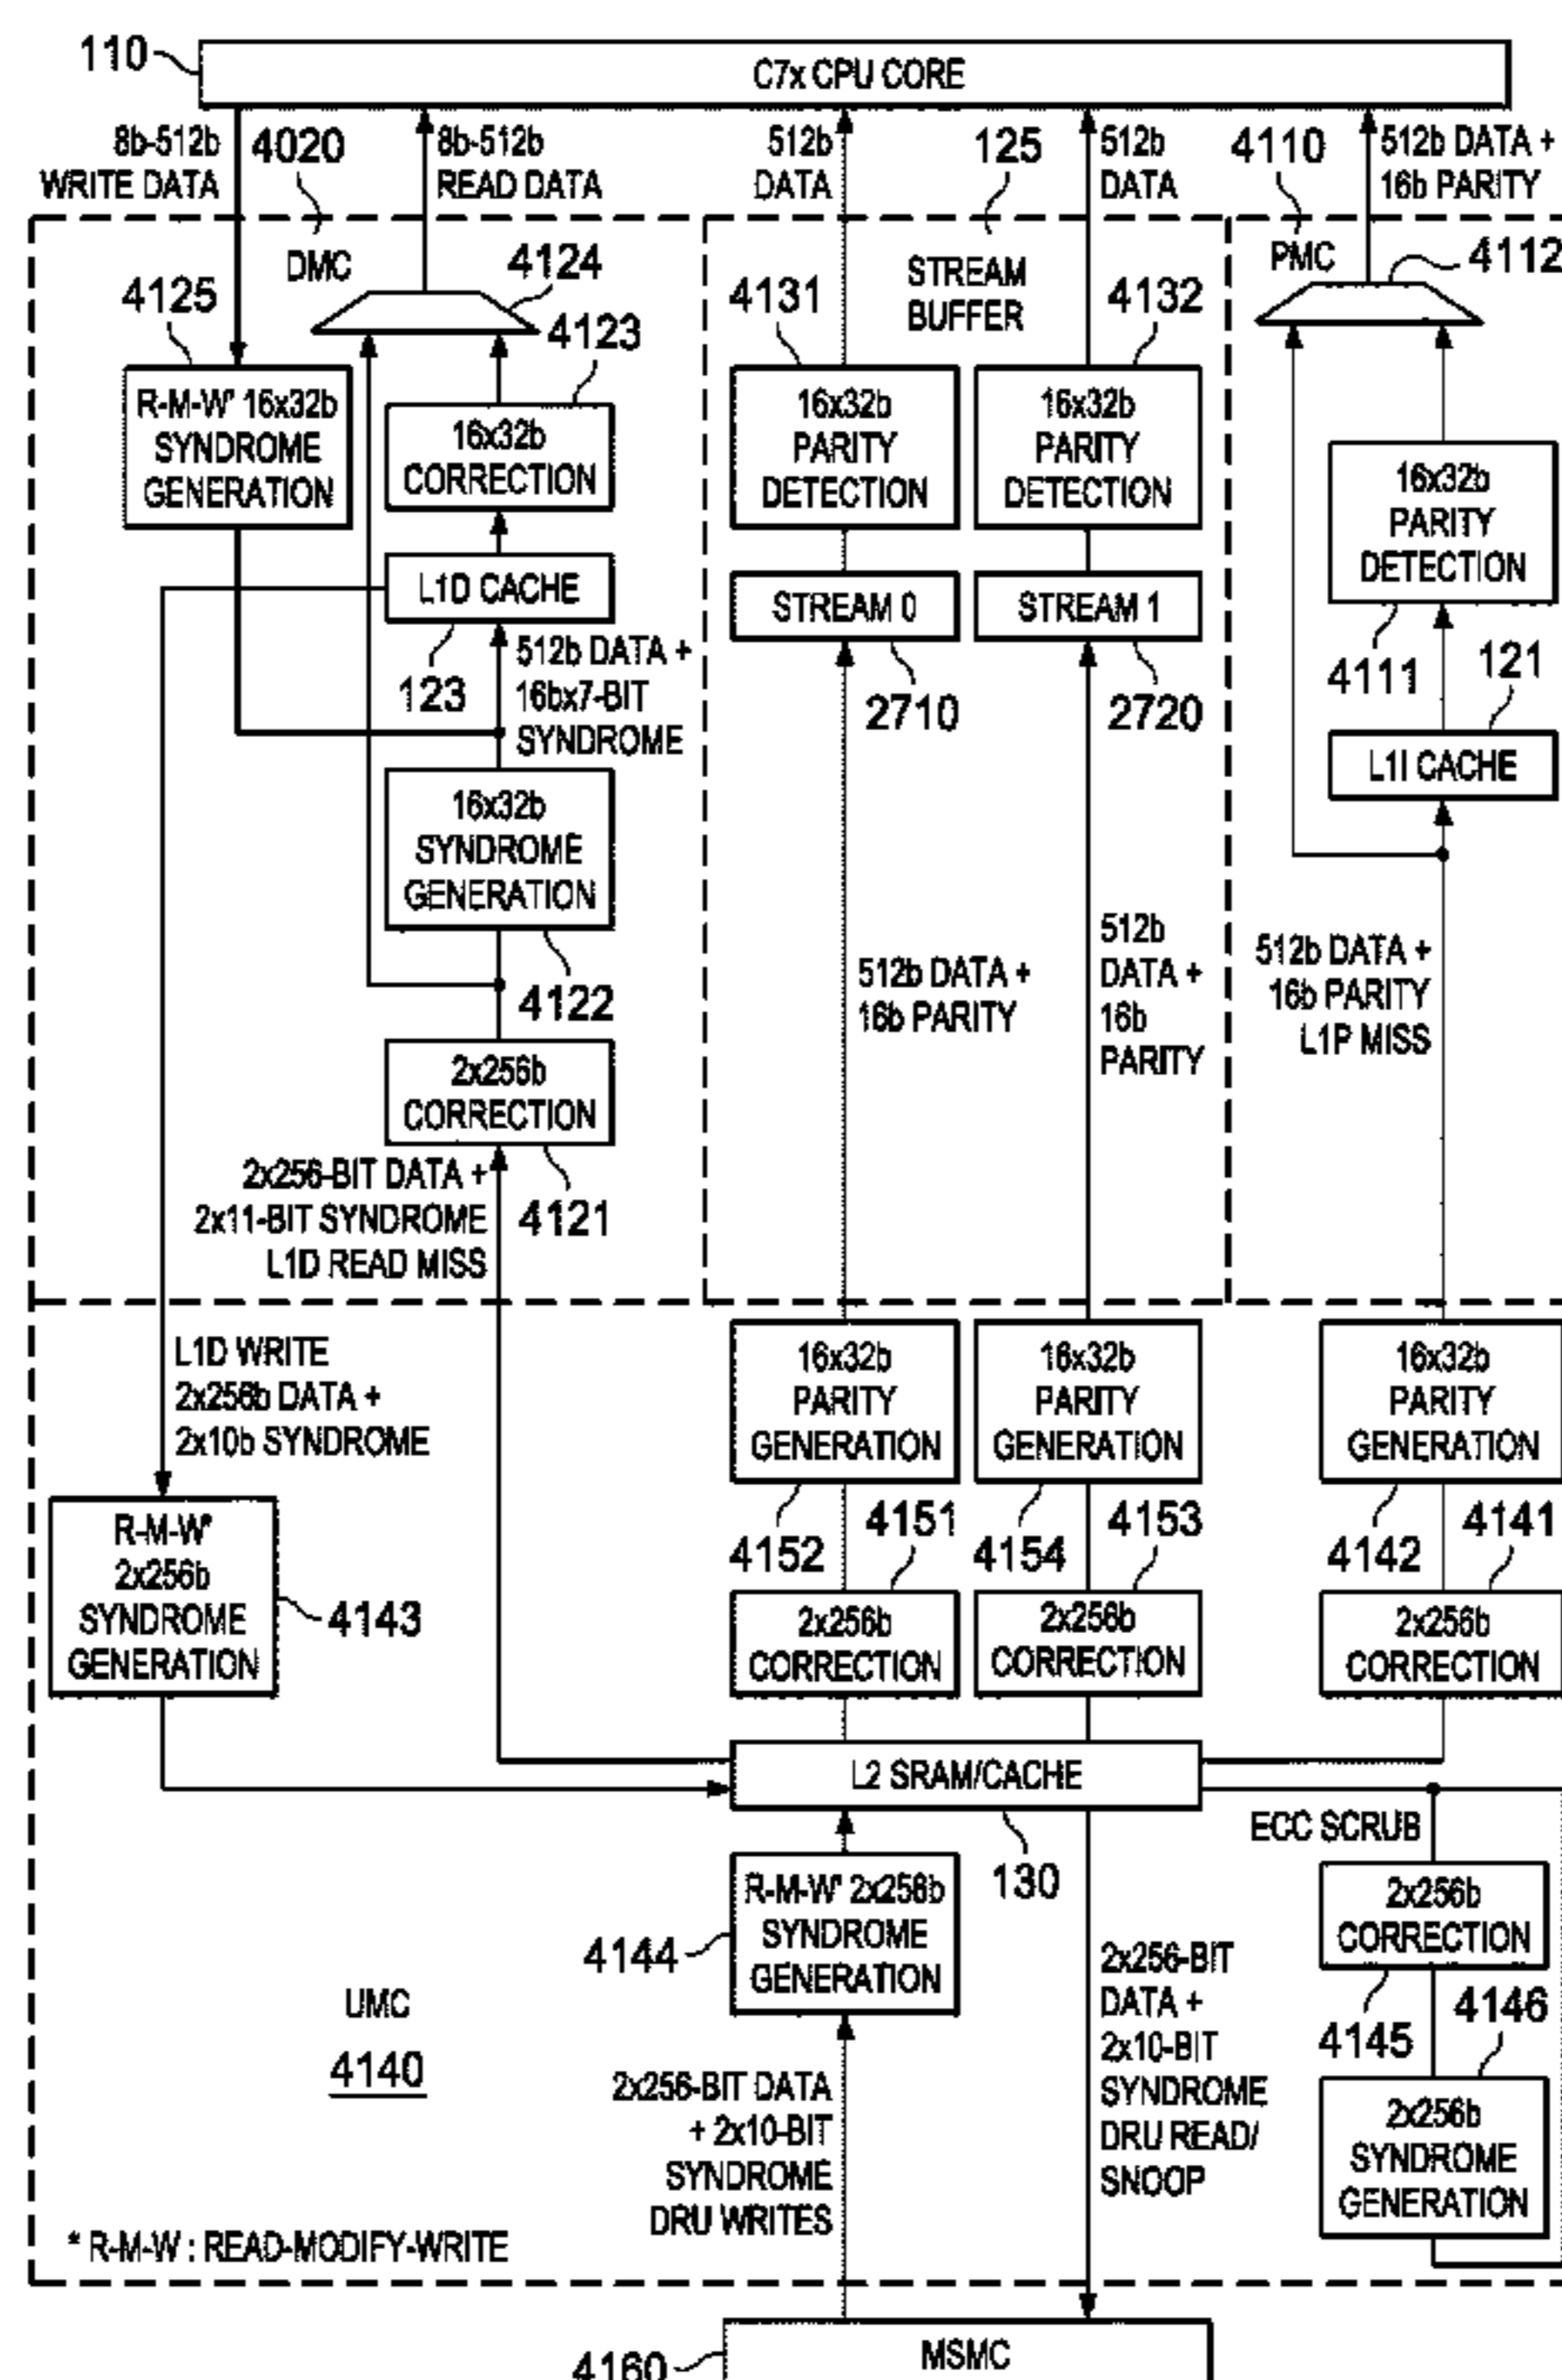 110
C7x CPU CORE
8b-512b
WRITE DATA
4020
8b-512b
READ DATA
512b
DATA
125
512b
DATA
4110
512b DATA +
16b PARITY
DMC
4124
4125
4123
STREAM
BUFFER
4131
4132
PMC
4112
R-M-W* 16x32b
SYNDROME
GENERATION
16x32b
CORRECTION
16x32b
PARITY
DETECTION
16x32b
PARITY
DETECTION
16x32b
PARITY
DETECTION
L1D CACHE
STREAM 0
STREAM 1
123
512b DATA +
16bx7-BIT
SYNDROME
2710
2720
4111
121
L1I CACHE
16x32b
SYNDROME
GENERATION
4122
512b DATA +
16b PARITY
512b
DATA +
16b
PARITY
512b DATA +
16b PARITY
L1P MISS
2x256b
CORRECTION
2x256-BIT DATA +
2x11-BIT SYNDROME
L1D READ MISS
4121
L1D WRITE
2x256b DATA +
2x10b SYNDROME
16x32b
PARITY
GENERATION
16x32b
PARITY
GENERATION
16x32b
PARITY
GENERATION
4152
4151
4154
4153
4142
4141
R-M-W*
2x256b
SYNDROME
GENERATION
4143
2x256b
CORRECTION
2x256b
CORRECTION
2x256b
CORRECTION
L2 SRAM/CACHE
130
ECC SCRUB
R-M-W* 2x256b
SYNDROME
GENERATION
4144
2x256b
CORRECTION
4145
4146
2x256-BIT
DATA +
2x10-BIT
SYNDROME
DRU READ/
SNOOP
UMC
4140
2x256-BIT DATA
+ 2x10-BIT
SYNDROME
DRU WRITES
2x256b
SYNDROME
GENERATION
* R-M-W : READ-MODIFY-WRITE
4160
MSMC